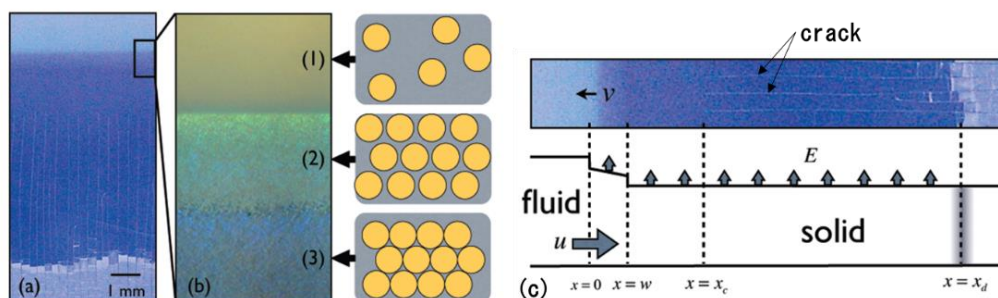 (a)
1 mm
(b)
(1)
(2)
(3)
crack
v
E
fluid
u
solid
(c)
x=0
x=w
x=x_c
x=x_d